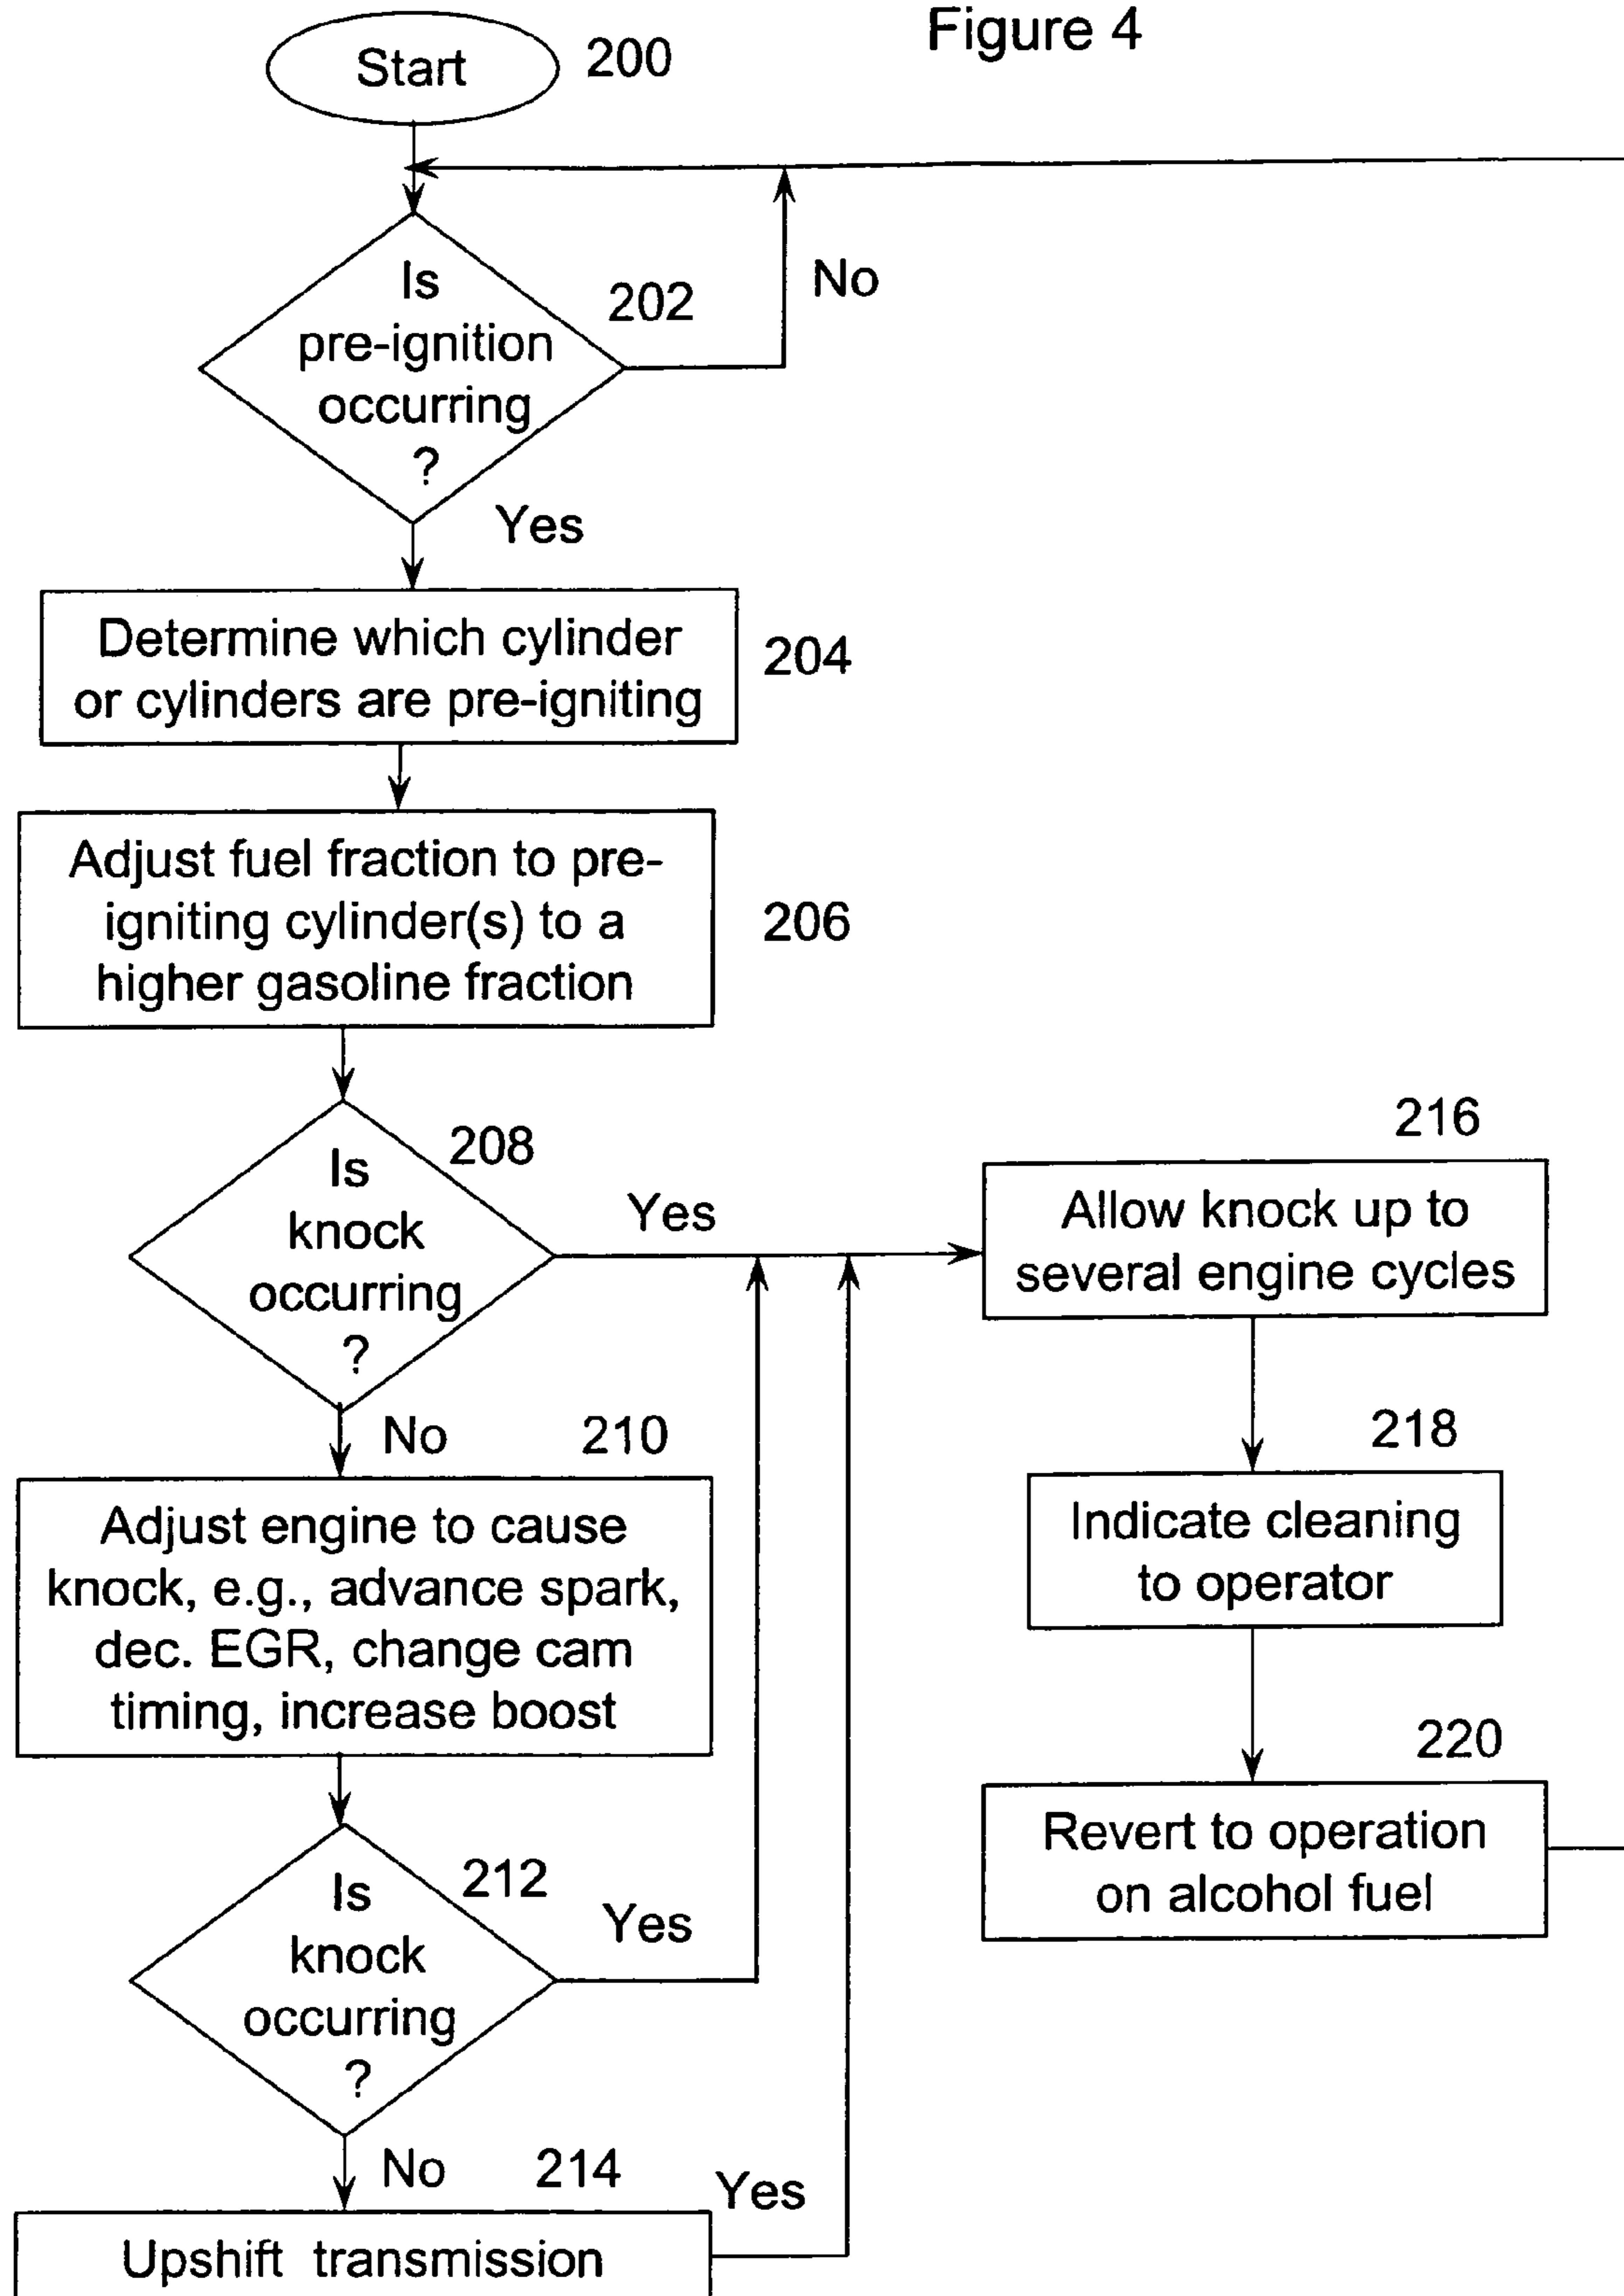 Figure 4
Start
200
Is
pre-ignition
occurring
?
202
No
Yes
Determine which cylinder
or cylinders are pre-igniting
204
Adjust fuel fraction to pre-
igniting cylinder(s) to a
higher gasoline fraction
206
Is
knock
occurring
?
208
Yes
No
210
Adjust engine to cause
knock, e.g., advance spark,
dec. EGR, change cam
timing, increase boost
Is
knock
occurring
?
212
Yes
No
214
Yes
Upshift transmission
216
Allow knock up to
several engine cycles
218
Indicate cleaning
to operator
220
Revert to operation
on alcohol fuel